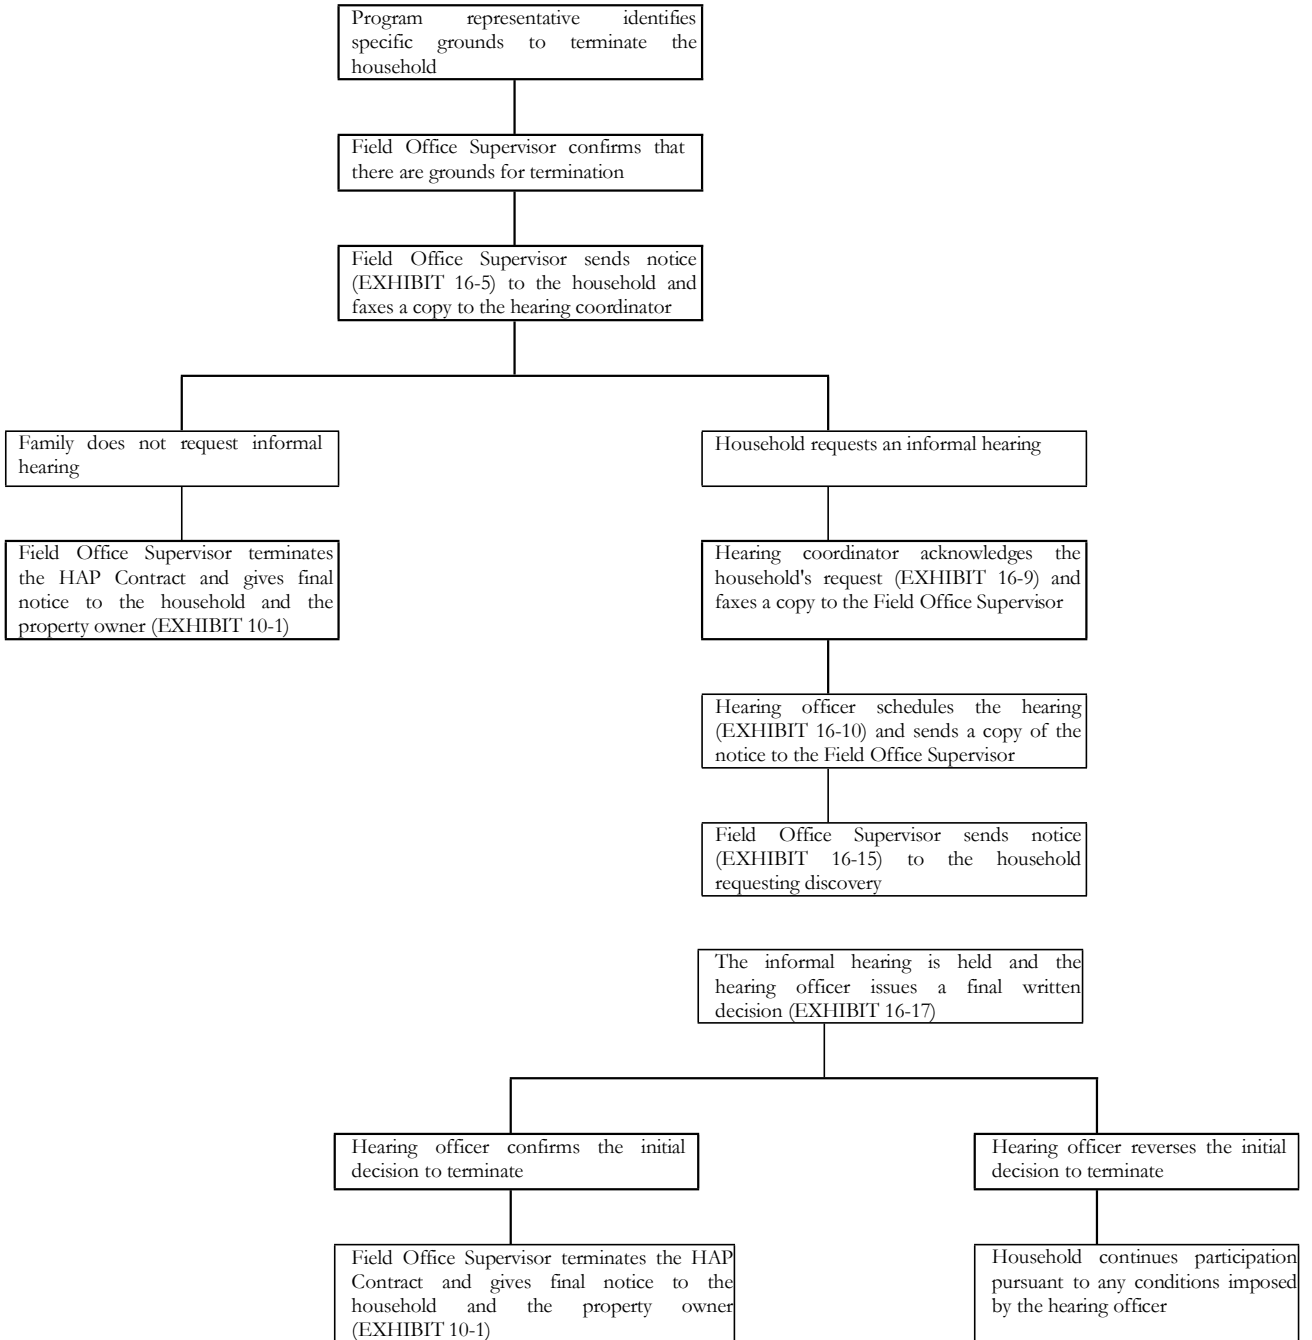 Program representative identifies
specific grounds to terminate the
household
Field Office Supervisor confirms that
there are grounds for termination
Field Office Supervisor sends notice
(EXHIBIT 16-5) to the household and
faxes a copy to the hearing coordinator
Family does not request informal
hearing
Household requests an informal hearing
Field Office Supervisor terminates
the HAP Contract and gives final
notice to the household and the
property owner (EXHIBIT 10-1)
Hearing coordinator acknowledges the
household's request (EXHIBIT 16-9) and
faxes a copy to the Field Office Supervisor
Hearing officer schedules the hearing
(EXHIBIT 16-10) and sends a copy of the
notice to the Field Office Supervisor
Field Office Supervisor sends notice
(EXHIBIT 16-15) to the household
requesting discovery
The informal hearing is held and the
hearing officer issues a final written
decision (EXHIBIT 16-17)
Hearing officer confirms the initial
decision to terminate
Hearing officer reverses the initial
decision to terminate
Field Office Supervisor terminates the HAP
Contract and gives final notice to the
household and the property owner
(EXHIBIT 10-1)
Household continues participation
pursuant to any conditions imposed
by the hearing officer